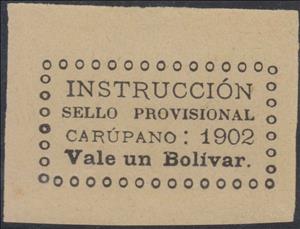 INSTRUCCIÓN
SELLO PROVISIONAL
CARÚPANO: 1902
Vale un Bolívar.